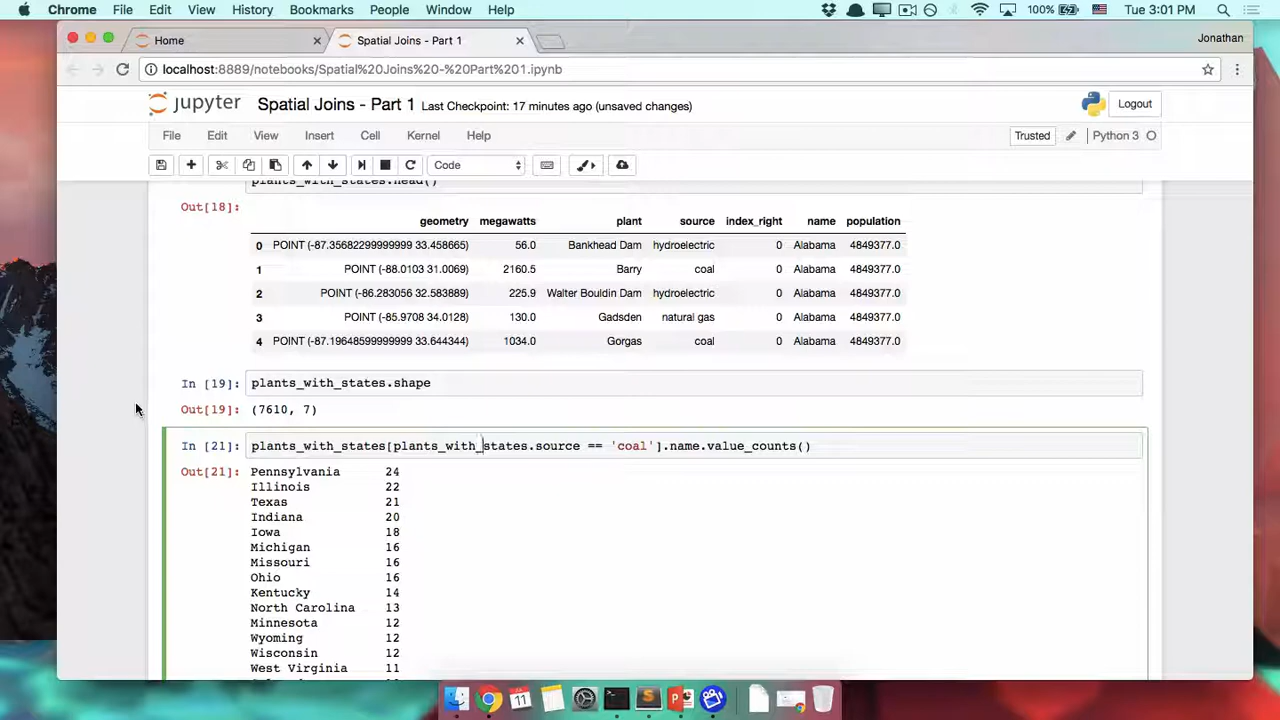 Chrome File Edit View History Bookmarks People Window Help 100% Tue 3:01 PM
Home Spatial Joins - Part 1 Jonathan
localhost:8889/notebooks/Spatial%20Joins%20-%20Part%201.ipynb
jupyter Spatial Joins - Part 1 Last Checkpoint: 17 minutes ago (unsaved changes) Logout
File Edit View Insert Cell Kernel Help Trusted Python 3
Code
plants_with_states.head()
Out[18]:
geometry megawatts plant source index_right name population
0 POINT (-87.35682299999999 33.458665) 56.0 Bankhead Dam hydroelectric 0 Alabama 4849377.0
1 POINT (-88.0103 31.0069) 2160.5 Barry coal 0 Alabama 4849377.0
2 POINT (-86.283056 32.583889) 225.9 Walter Bouldin Dam hydroelectric 0 Alabama 4849377.0
3 POINT (-85.9708 34.0128) 130.0 Gadsden natural gas 0 Alabama 4849377.0
4 POINT (-87.19648599999999 33.644344) 1034.0 Gorgas coal 0 Alabama 4849377.0
In [19]: plants_with_states.shape
Out[19]: (7610, 7)
In [21]: plants_with_states[plants_with_states.source == 'coal'].name.value_counts()
Out[21]: Pennsylvania 24
Illinois 22
Texas 21
Indiana 20
Iowa 18
Michigan 16
Missouri 16
Ohio 16
Kentucky 14
North Carolina 13
Minnesota 12
Wyoming 12
Wisconsin 12
West Virginia 11
11